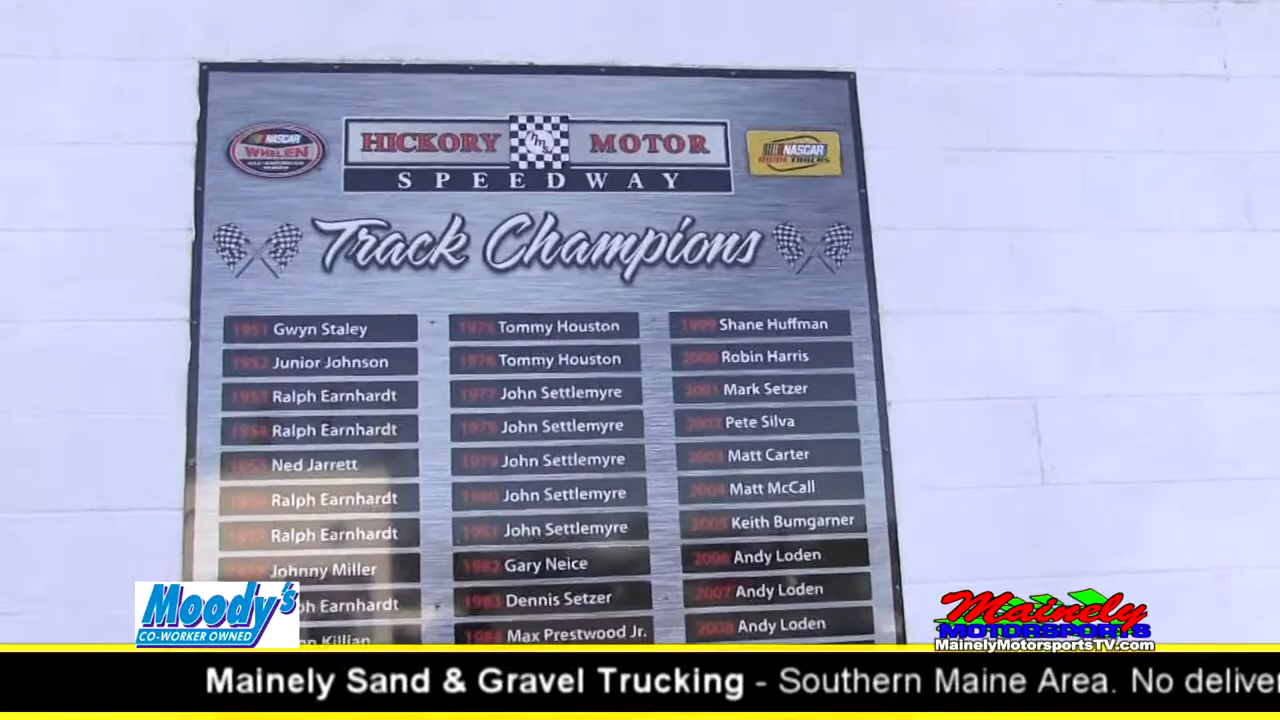 NASCAR
WHELEN
HICKORY MOTOR
SPEEDWAY
NASCAR
HOME TRACKS
Track Champions
1951 Gwyn Staley
1952 Junior Johnson
1953 Ralph Earnhardt
1954 Ralph Earnhardt
1955 Ned Jarrett
1956 Ralph Earnhardt
1957 Ralph Earnhardt
Johnny Miller
ph Earnhardt
Killian
Tommy Houston
1976 Tommy Houston
1977 John Settlemyre
1978 John Settlemyre
1979 John Settlemyre
1980 John Settlemyre
1981 John Settlemyre
1982 Gary Neice
1983 Dennis Setzer
1984 Max Prestwood Jr.
1999 Shane Huffman
2000 Robin Harris
2001 Mark Setzer
2002 Pete Silva
2003 Matt Carter
2004 Matt McCall
2005 Keith Bumgarner
2006 Andy Loden
2007 Andy Loden
2008 Andy Loden
Moody's
CO-WORKER OWNED
Mainely
MOTORSPORTS
MainelyMotorsportsTV.com
Mainely Sand & Gravel Trucking - Southern Maine Area. No deliver